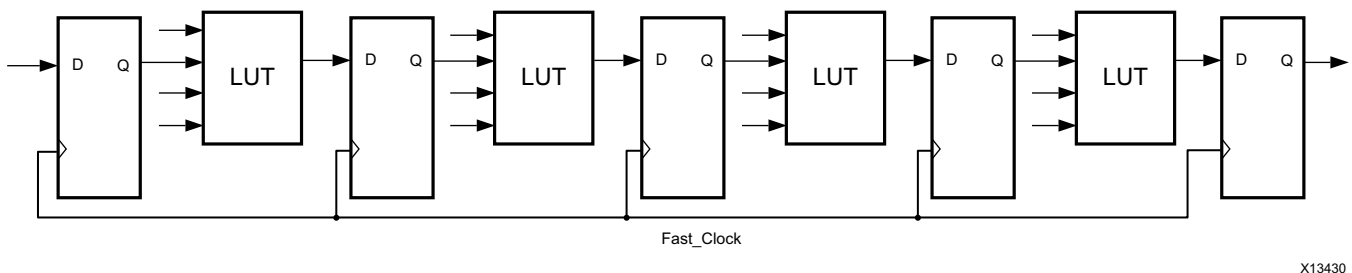 D Q LUT D Q LUT D Q LUT D Q LUT D Q
Fast_Clock
X13430